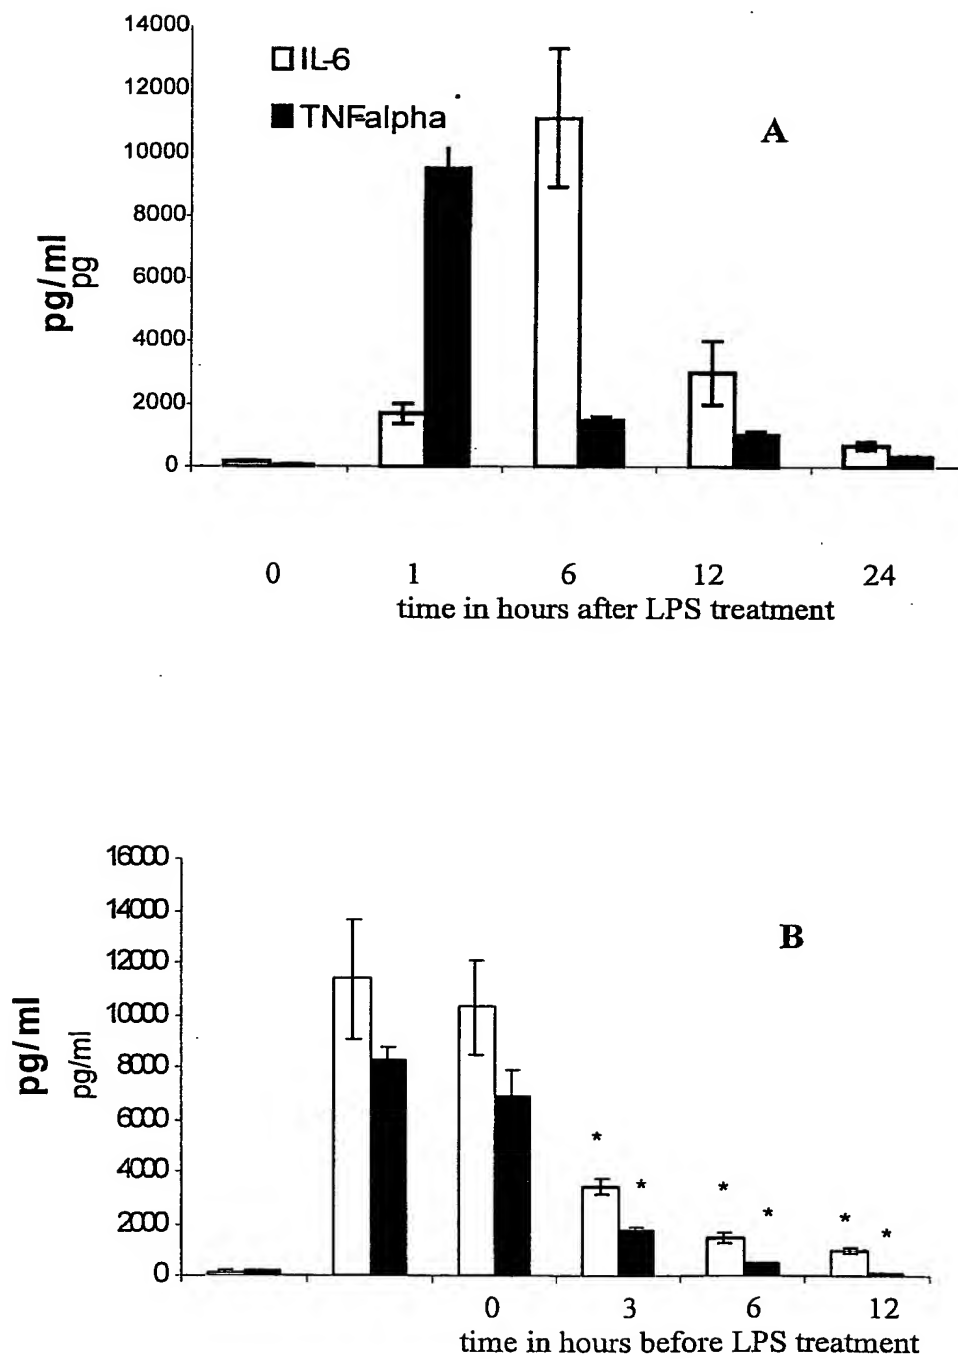 14000
12000
10000
8000
6000
4000
2000
0
pg/ml
pg
IL-6
TNF-alpha
A
0 1 6 12 24
time in hours after LPS treatment
16000
14000
12000
10000
8000
6000
4000
2000
0
pg/ml
pg/ml
B
* * * * * *
0 3 6 12
time in hours before LPS treatment